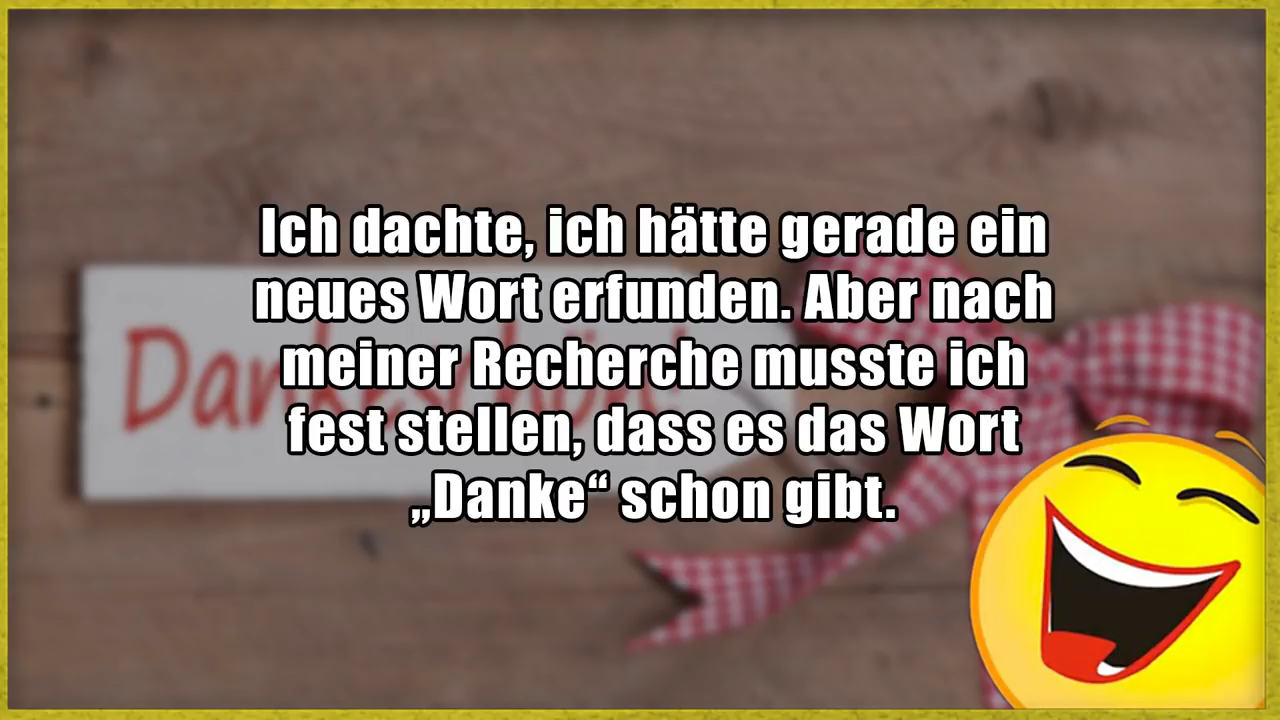 Ich dachte, ich hätte gerade ein
neues Wort erfunden. Aber nach
meiner Recherche musste ich
fest stellen, dass es das Wort
„Danke“ schon gibt.
Dankeschön